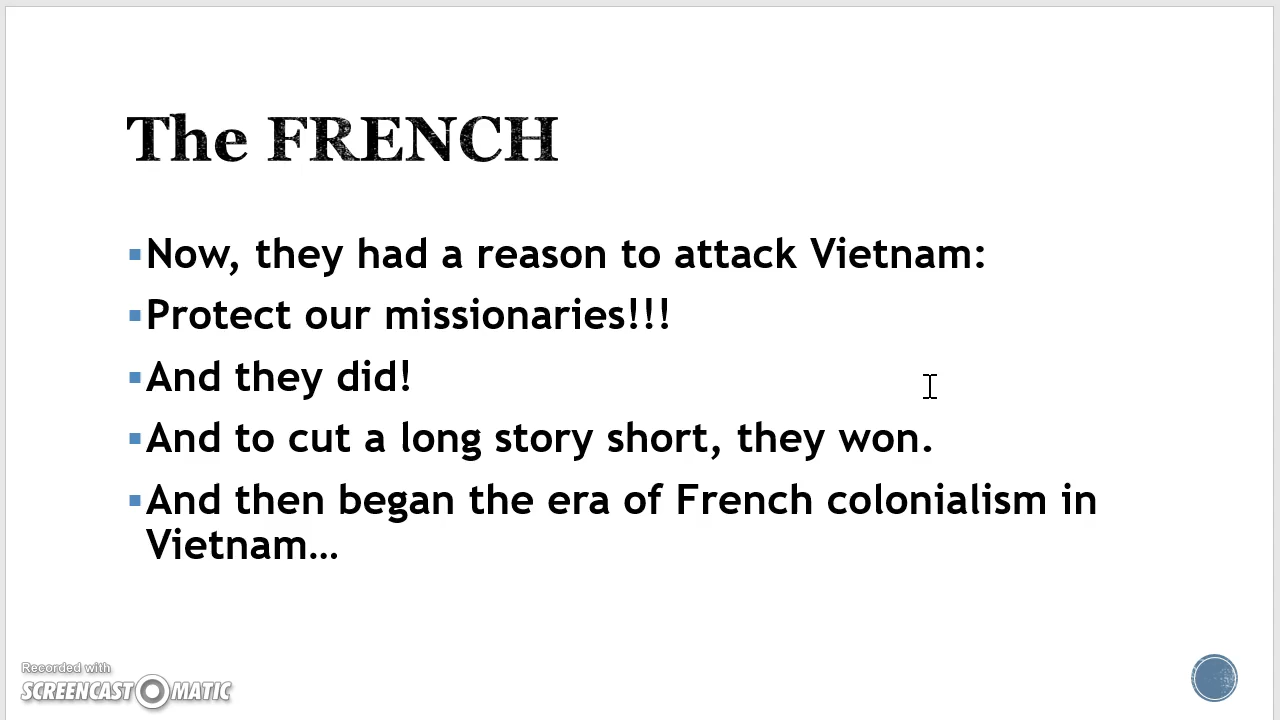 The FRENCH
▪Now, they had a reason to attack Vietnam:
▪Protect our missionaries!!!
▪And they did!
▪And to cut a long story short, they won.
▪And then began the era of French colonialism in
Vietnam…
Recorded with
SCREENCAST MATIC